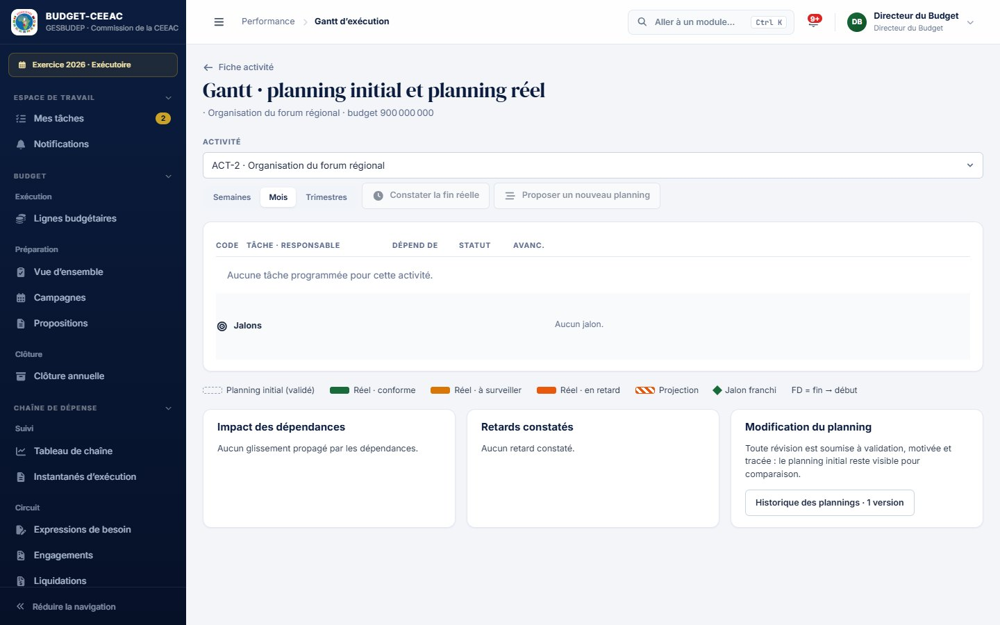 BUDGET-CEEAC
GESBUDEP · Commission de la CEEAC
Exercice 2026 · Exécutoire
ESPACE DE TRAVAIL
Mes tâches
2
Notifications
BUDGET
Exécution
Lignes budgétaires
Préparation
Vue d’ensemble
Campagnes
Propositions
Clôture
Clôture annuelle
CHAÎNE DE DÉPENSE
Suivi
Tableau de chaîne
Instantanés d’exécution
Circuit
Expressions de besoin
Engagements
Liquidations
Réduire la navigation
Performance
Gantt d’exécution
Aller à un module...
Ctrl K
9+
DB
Directeur du Budget
Directeur du Budget
Fiche activité
Gantt · planning initial et planning réel
· Organisation du forum régional · budget 900 000 000
ACTIVITÉ
ACT-2 · Organisation du forum régional
Semaines
Mois
Trimestres
Constater la fin réelle
Proposer un nouveau planning
CODE
TÂCHE · RESPONSABLE
DÉPEND DE
STATUT
AVANC.
Aucune tâche programmée pour cette activité.
Jalons
Aucun jalon.
Planning initial (validé)
Réel · conforme
Réel · à surveiller
Réel · en retard
Projection
Jalon franchi
FD = fin → début
Impact des dépendances
Aucun glissement propagé par les dépendances.
Retards constatés
Aucun retard constaté.
Modification du planning
Toute révision est soumise à validation, motivée et
tracée : le planning initial reste visible pour
comparaison.
Historique des plannings · 1 version